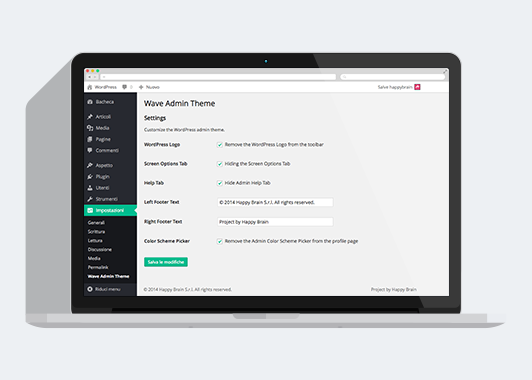 WordPress 0 Nuovo Salve happybrain
Bacheca
Articoli
Media
Pagine
Commenti
Aspetto
Plugin
Utenti
Strumenti
Impostazioni
Generali
Scrittura
Lettura
Discussione
Media
Permalink
Wave Admin Theme
Riduci menu
Wave Admin Theme
Settings
Customize the WordPress admin theme.
WordPress Logo Remove the WordPress Logo from the toolbar
Screen Options Tab Hiding the Screen Options Tab
Help Tab Hide Admin Help Tab
Left Footer Text © 2014 Happy Brain S.r.l. All rights reserved.
Right Footer Text Project by Happy Brain
Color Scheme Picker Remove the Admin Color Scheme Picker from the profile page
Salva le modifiche
© 2014 Happy Brain S.r.l. All rights reserved. Project by Happy Brain